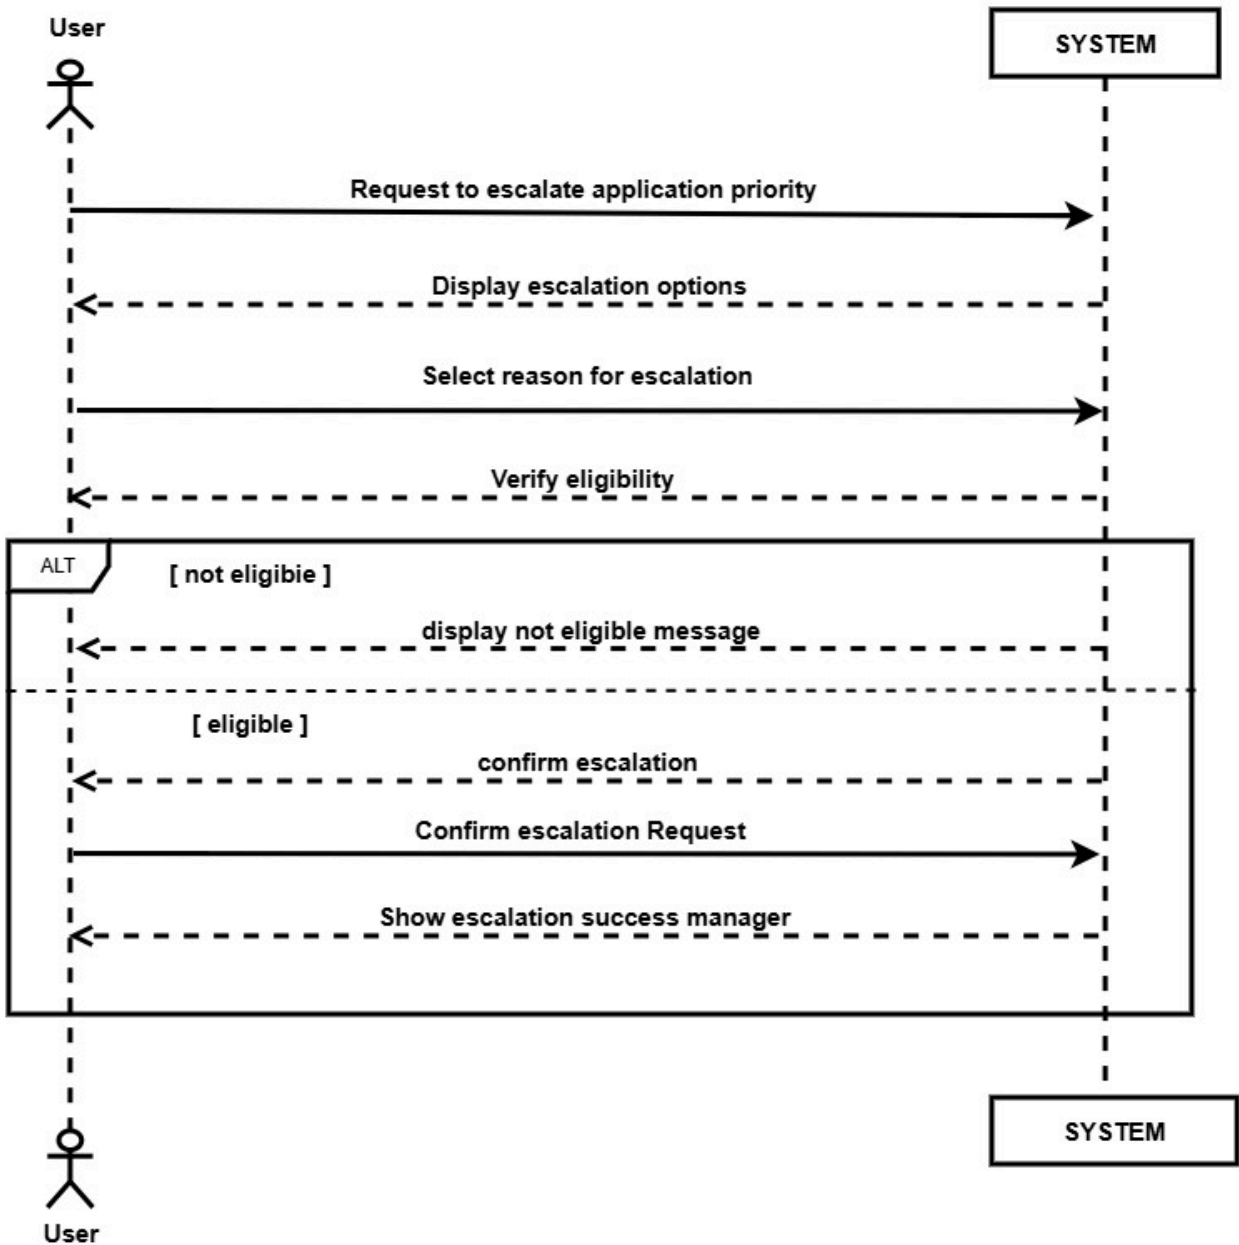 User
SYSTEM
Request to escalate application priority
Display escalation options
Select reason for escalation
Verify eligibility
ALT
[ not eligibie ]
display not eligible message
[ eligible ]
confirm escalation
Confirm escalation Request
Show escalation success manager
SYSTEM
User